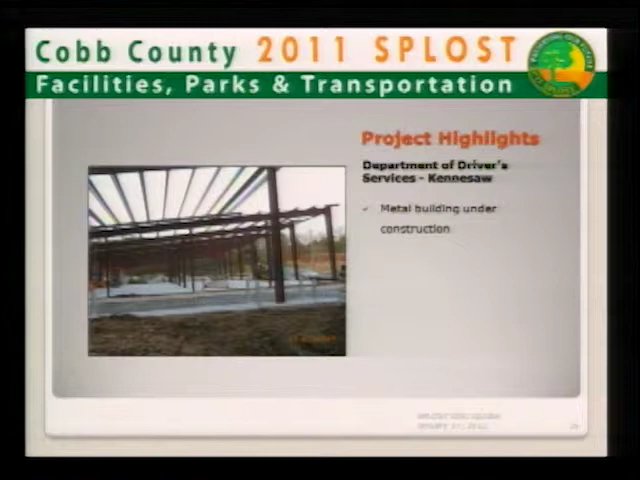 Cobb County 2011 SPLOST
Facilities, Parks & Transportation
Project Highlights
Department of Driver's
Services - Kennesaw
✓ Metal building under
construction